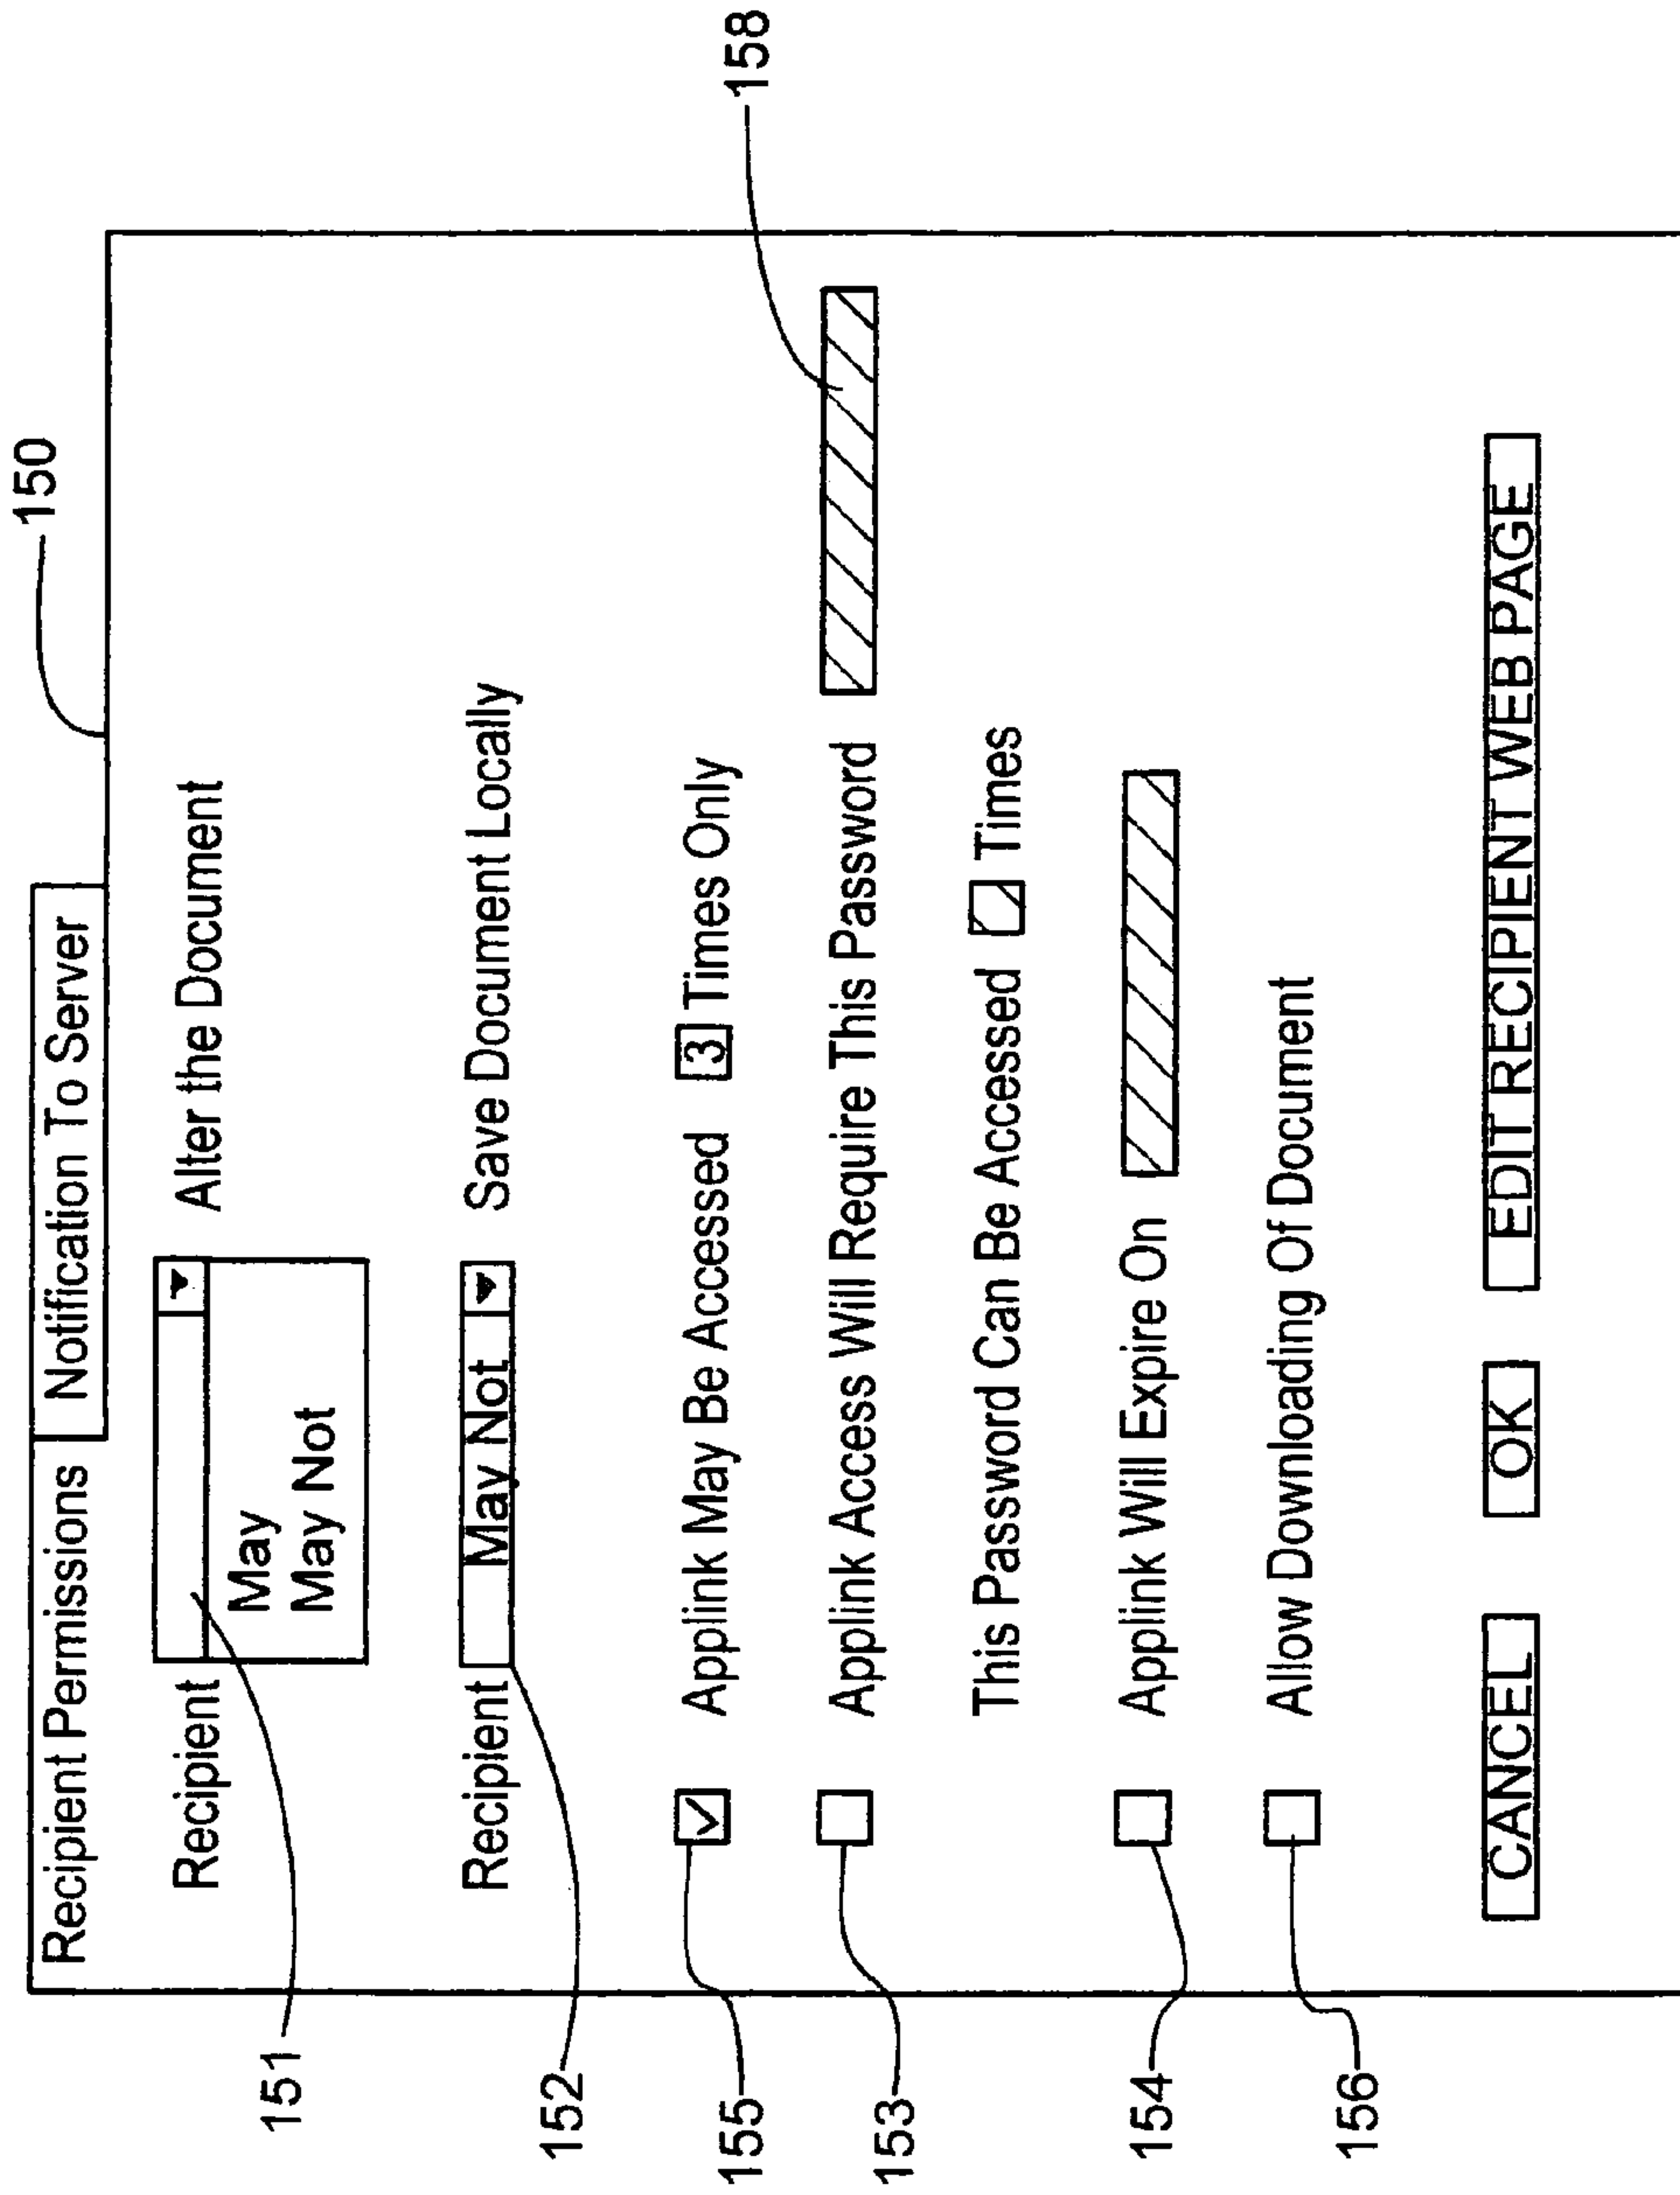 150
Recipient Permissions Notification To Server
151 Recipient May May Not Alter the Document
152 Recipient May Not Save Document Locally
155 Applink May Be Accessed 3 Times Only
153 Applink Access Will Require This Password 158
This Password Can Be Accessed Times
154 Applink Will Expire On
156 Allow Downloading Of Document
CANCEL OK EDIT RECIPIENT WEB PAGE